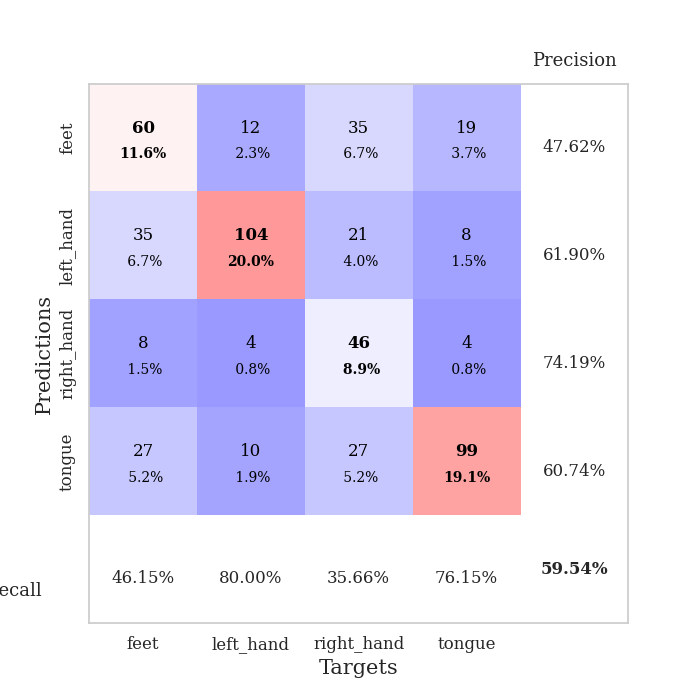 Precision
feet
60 12 35 19
11.6% 2.3% 6.7% 3.7%
47.62%
left_hand
35 104 21 8
6.7% 20.0% 4.0% 1.5%
61.90%
right_hand
8 4 46 4
1.5% 0.8% 8.9% 0.8%
74.19%
tongue
27 10 27 99
5.2% 1.9% 5.2% 19.1%
60.74%
Predictions
ecall
46.15% 80.00% 35.66% 76.15% 59.54%
feet left_hand right_hand tongue
Targets